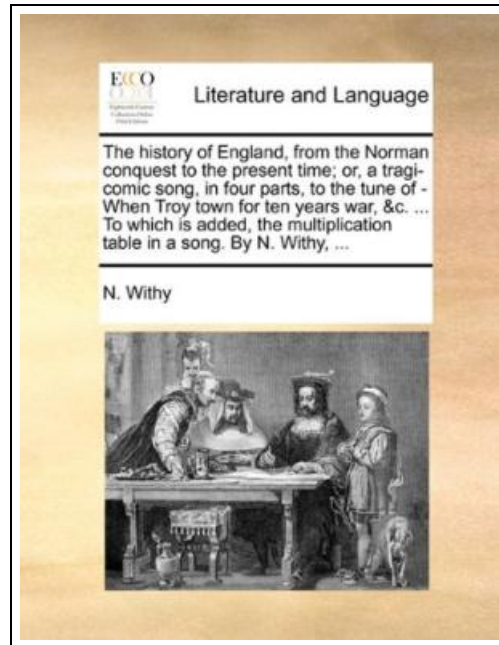 ECCO
Literature and Language
The history of England, from the Norman
conquest to the present time; or, a tragi-
comic song, in four parts, to the tune of -
When Troy town for ten years war, &c. ...
To which is added, the multiplication
table in a song. By N. Withy, ...
N. Withy